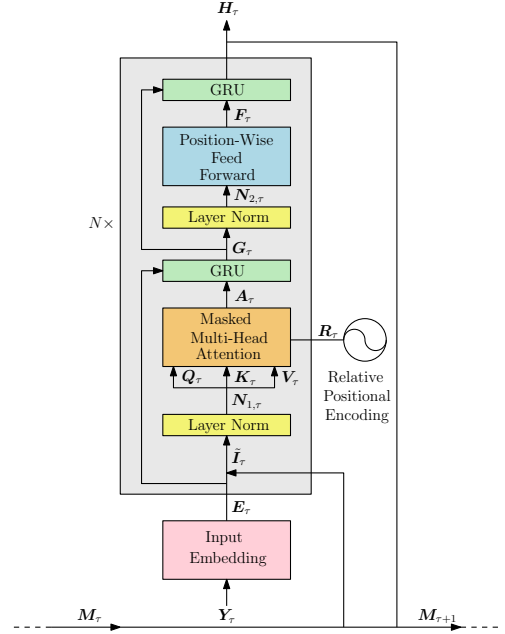 H_τ
GRU
F_τ
Position-Wise
Feed
Forward
N_{2,τ}
Layer Norm
N×
G_τ
GRU
A_τ
Masked
Multi-Head
Attention
R_τ
Q_τ K_τ V_τ
Relative
Positional
Encoding
N_{1,τ}
Layer Norm
Ĩ_τ
E_τ
Input
Embedding
M_τ Y_τ M_{τ+1}